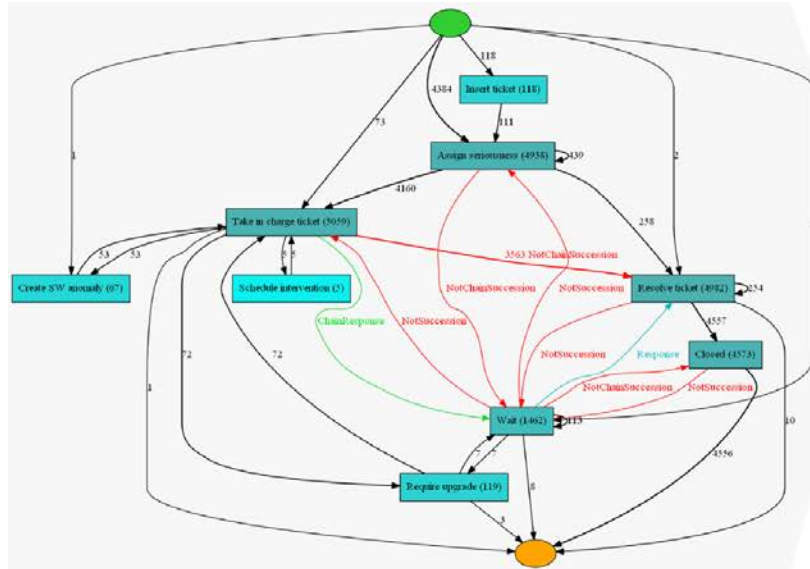 118
Insert ticket (118)
4384
111
73
1
2
Assign seriousness (4938)
439
4160
258
Take in charge ticket (5059)
53
53
5
5
3563 NotChainSuccession
Create SW anomaly (67)
Schedule intervention (5)
NotChainSuccession
NotSuccession
Resolve ticket (4982)
254
ChainResponse
NotSuccession
4557
72
72
NotSuccession
Response
Closed (4573)
1
NotChainSuccession
NotSuccession
Wait (1462)
113
10
7
7
4556
Require upgrade (119)
8
3